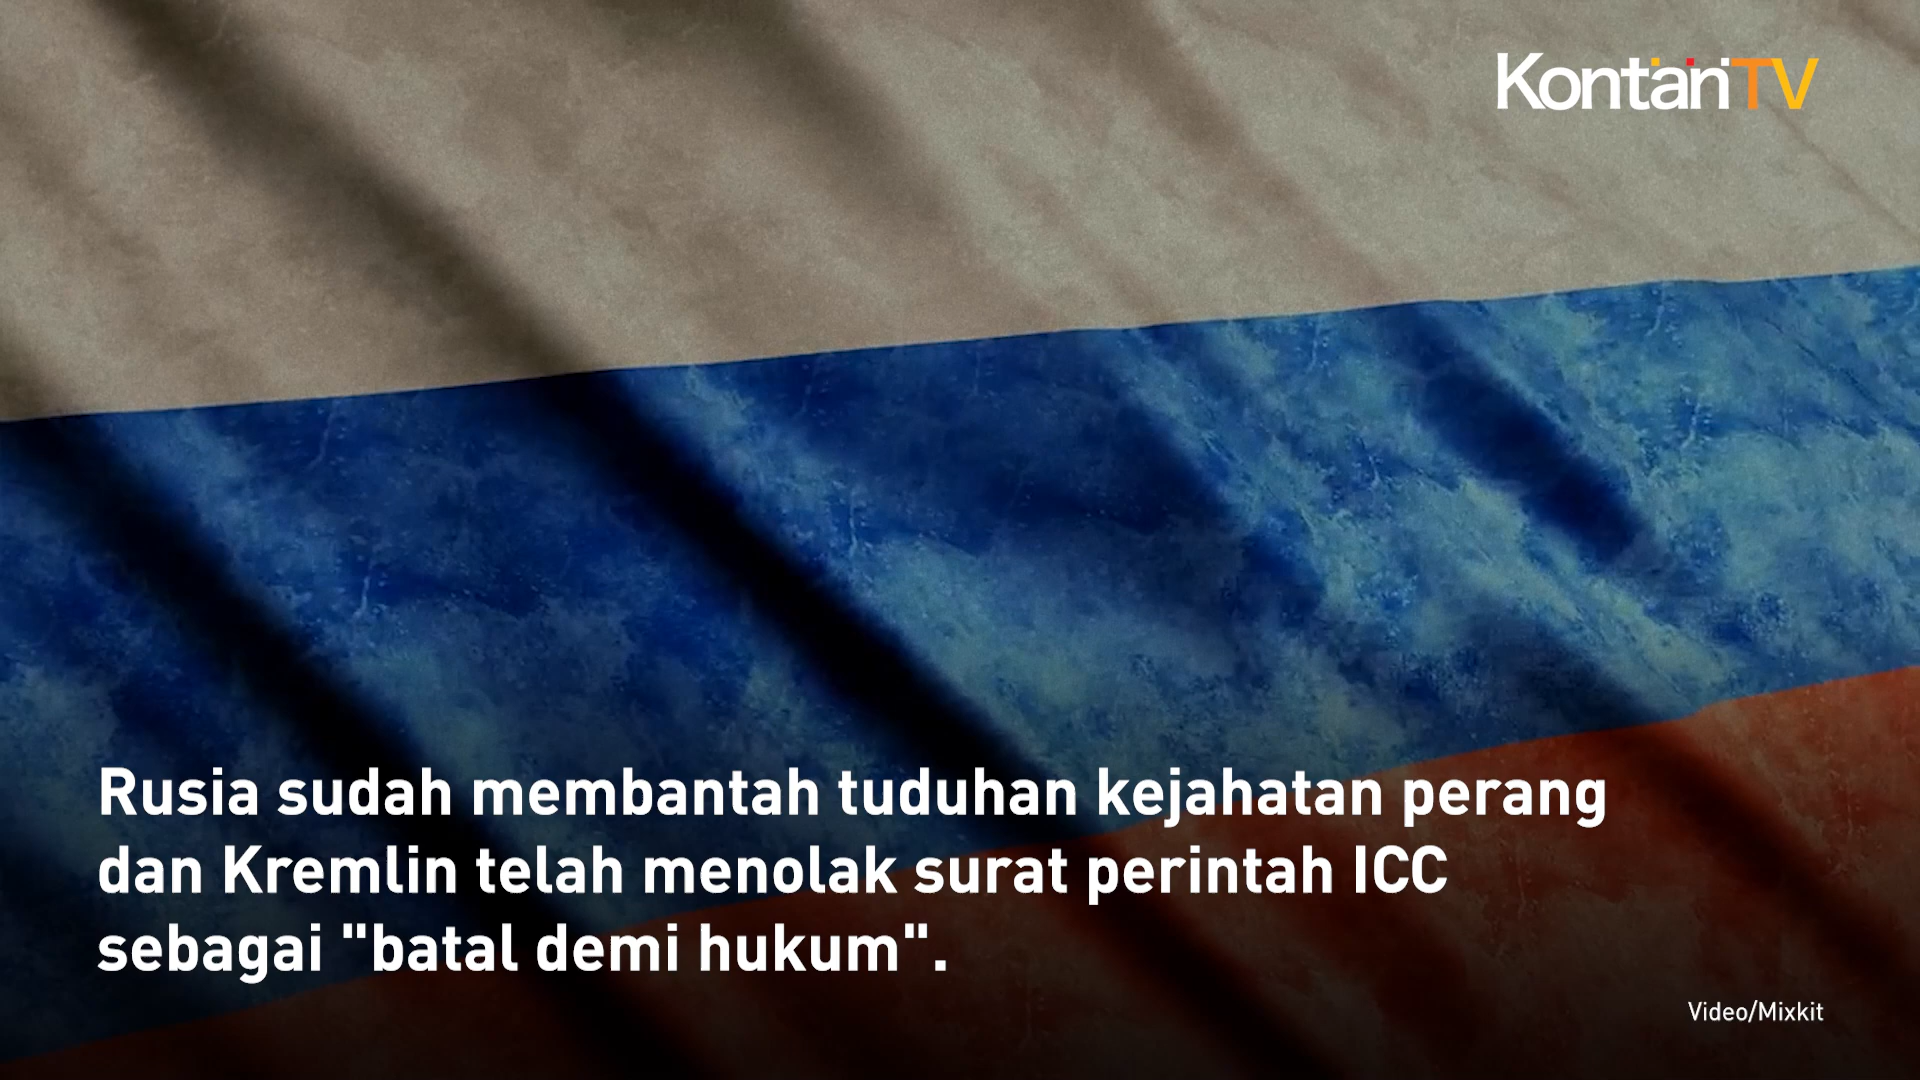 KontanTV
Rusia sudah membantah tuduhan kejahatan perang
dan Kremlin telah menolak surat perintah ICC
sebagai "batal demi hukum".
Video/Mixkit